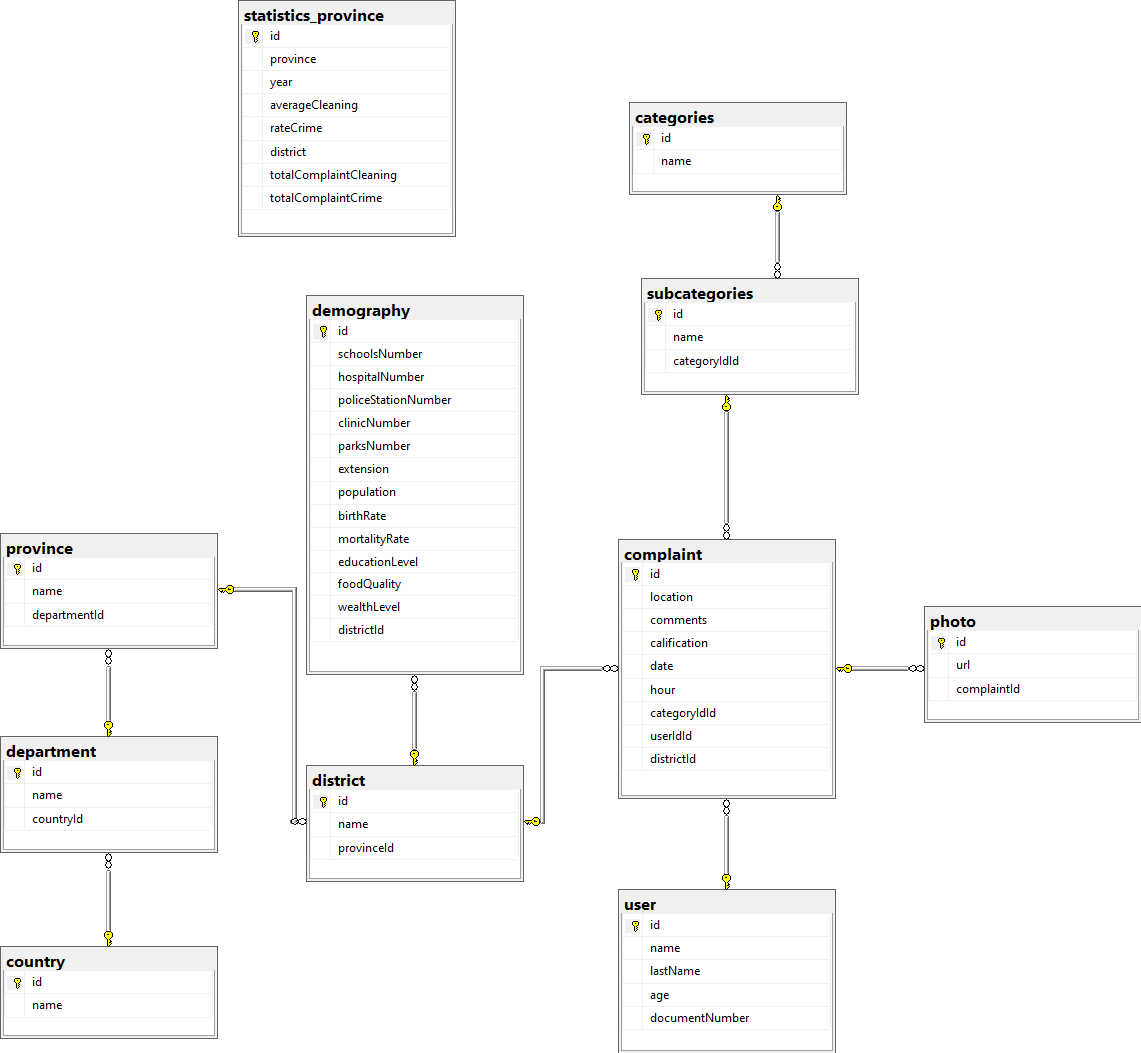 statistics_province
id
province
year
averageCleaning
rateCrime
district
totalComplaintCleaning
totalComplaintCrime
categories
id
name
subcategories
id
name
categoryIdId
demography
id
schoolsNumber
hospitalNumber
policeStationNumber
clinicNumber
parksNumber
extension
population
birthRate
mortalityRate
educationLevel
foodQuality
wealthLevel
districtId
province
id
name
departmentId
complaint
id
location
comments
calification
date
hour
categoryIdId
userIdId
districtId
photo
id
url
complaintId
department
id
name
countryId
district
id
name
provinceId
user
id
name
lastName
age
documentNumber
country
id
name